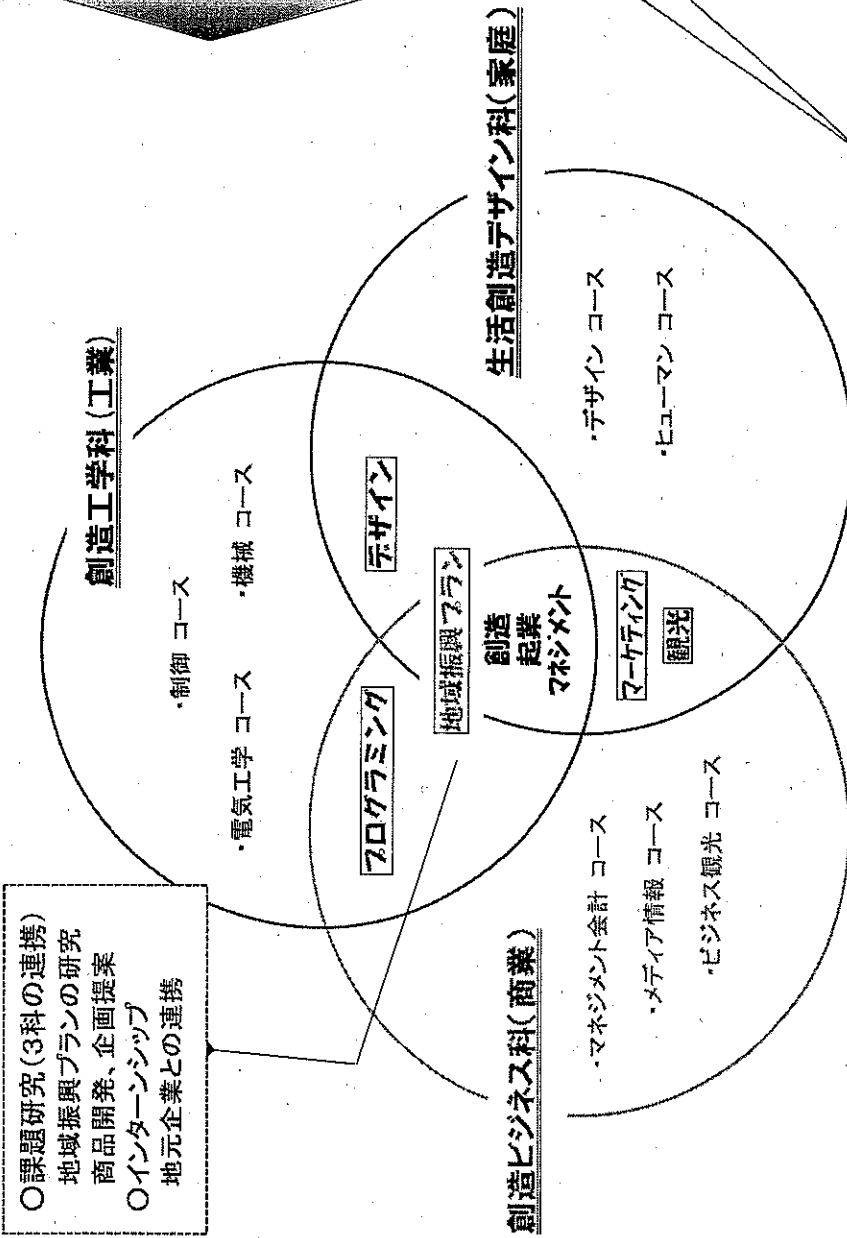 ○課題研究(3科の連携)
地域振興プランの研究
商品開発、企画提案
○インターンシップ
地元企業との連携
創造工学科(工業)
・制御 コース
・電気工学 コース
・機械 コース
プログラミング
デザイン
地域振興プラン
創造
起業
マネジメント
マーケティング
観光
創造ビジネス科(商業)
・マネジメント会計 コース
・メディア情報 コース
・ビジネス観光 コース
生活創造デザイン科(家庭)
・デザイン コース
・ヒューマン コース